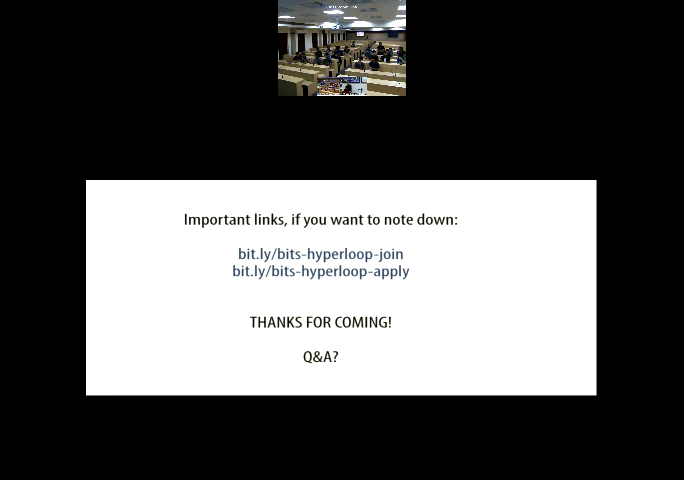 Important links, if you want to note down:
bit.ly/bits-hyperloop-join
bit.ly/bits-hyperloop-apply
THANKS FOR COMING!
Q&A?